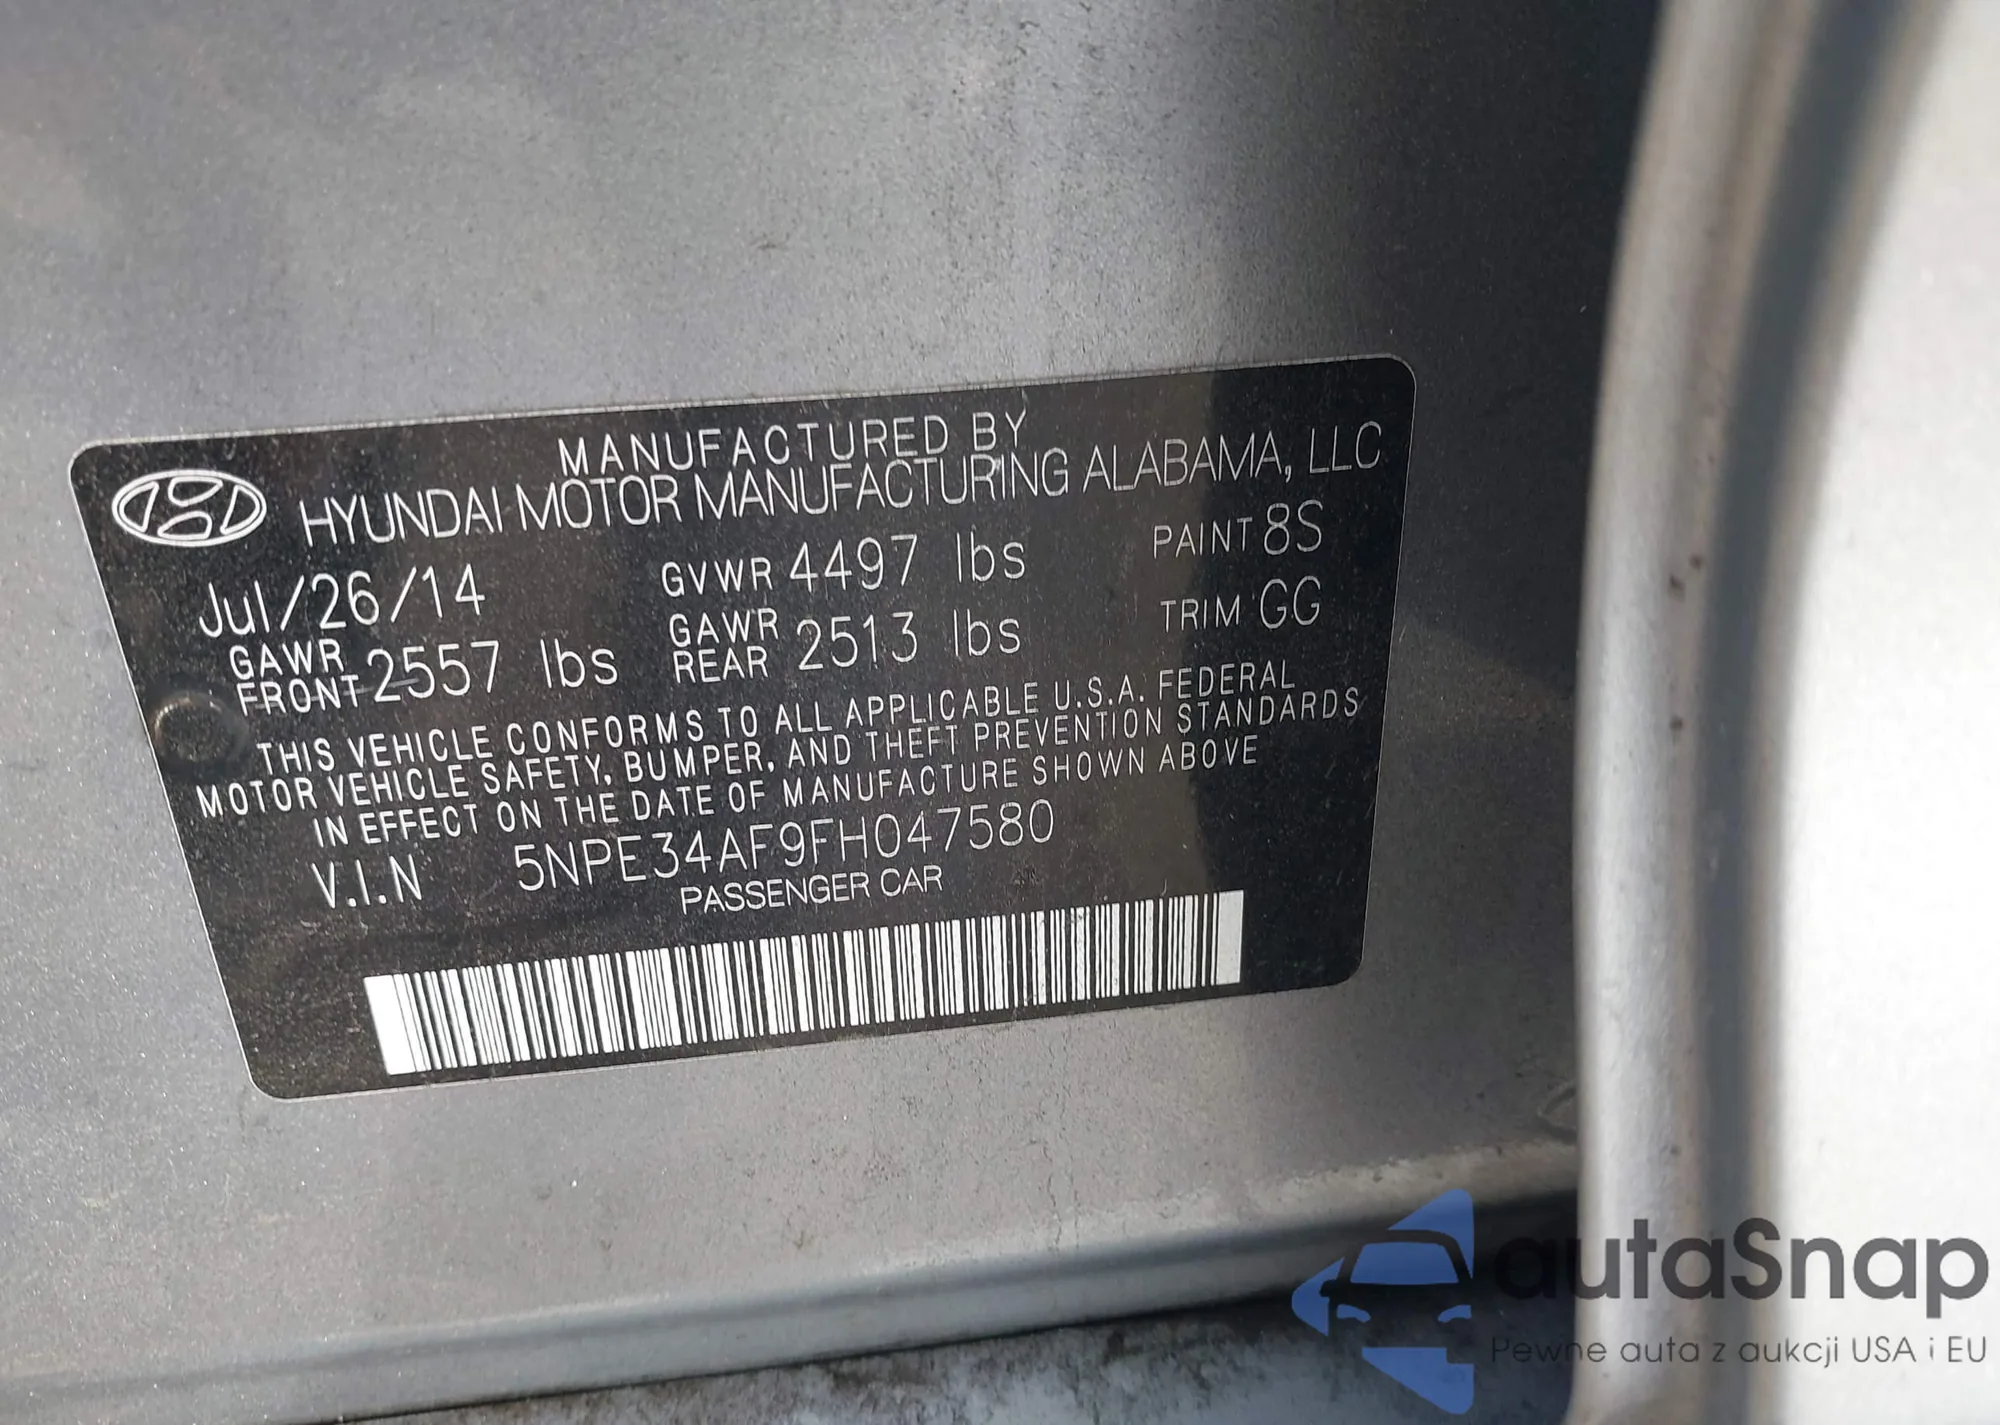 MANUFACTURED BY
HYUNDAI MOTOR MANUFACTURING ALABAMA, LLC
Jul/26/14 GVWR 4497 lbs PAINT 8S
GAWR FRONT 2557 lbs GAWR REAR 2513 lbs TRIM GG
THIS VEHICLE CONFORMS TO ALL APPLICABLE U.S.A. FEDERAL
MOTOR VEHICLE SAFETY, BUMPER, AND THEFT PREVENTION STANDARDS
IN EFFECT ON THE DATE OF MANUFACTURE SHOWN ABOVE
V.I.N 5NPE34AF9FH047580
PASSENGER CAR
autaSnap
Pewne auta z aukcji USA i EU